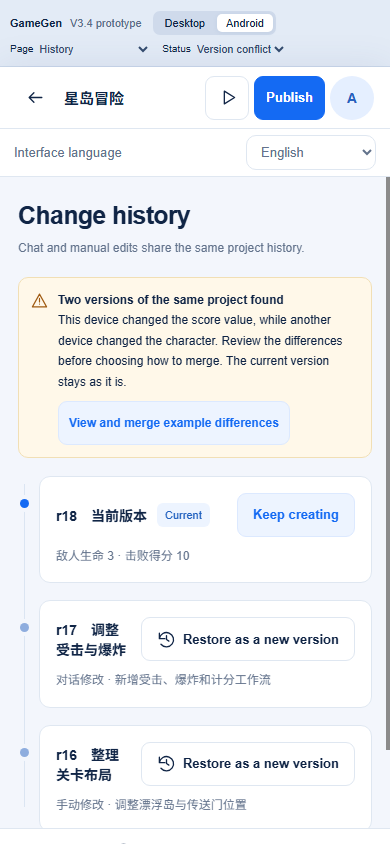 GameGen V3.4 prototype Desktop Android
Page History Status Version conflict
星岛冒险 Publish A
Interface language English
Change history
Chat and manual edits share the same project history.
Two versions of the same project found
This device changed the score value, while another
device changed the character. Review the differences
before choosing how to merge. The current version
stays as it is.
View and merge example differences
r18 当前版本 Current Keep creating
敌人生命 3 · 击败得分 10
r17 调整
受击与爆炸
Restore as a new version
对话修改 · 新增受击、爆炸和计分工作流
r16 整理
关卡布局
Restore as a new version
手动修改 · 调整漂浮岛与传送门位置